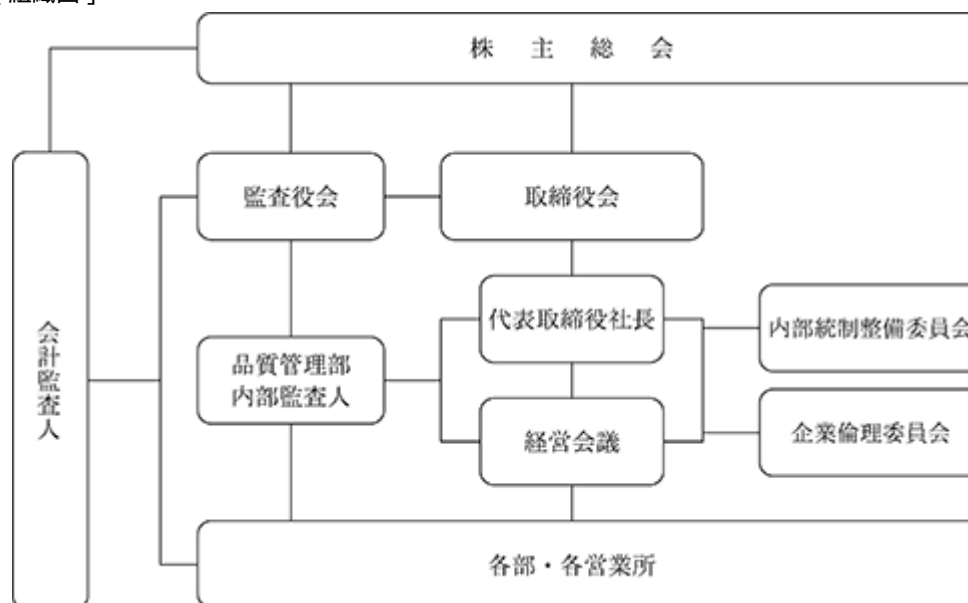 組織図］
株　主　総　会
監査役会
取締役会
代表取締役社長
内部統制整備委員会
会計監査人
品質管理部
内部監査人
経営会議
企業倫理委員会
各部・各営業所